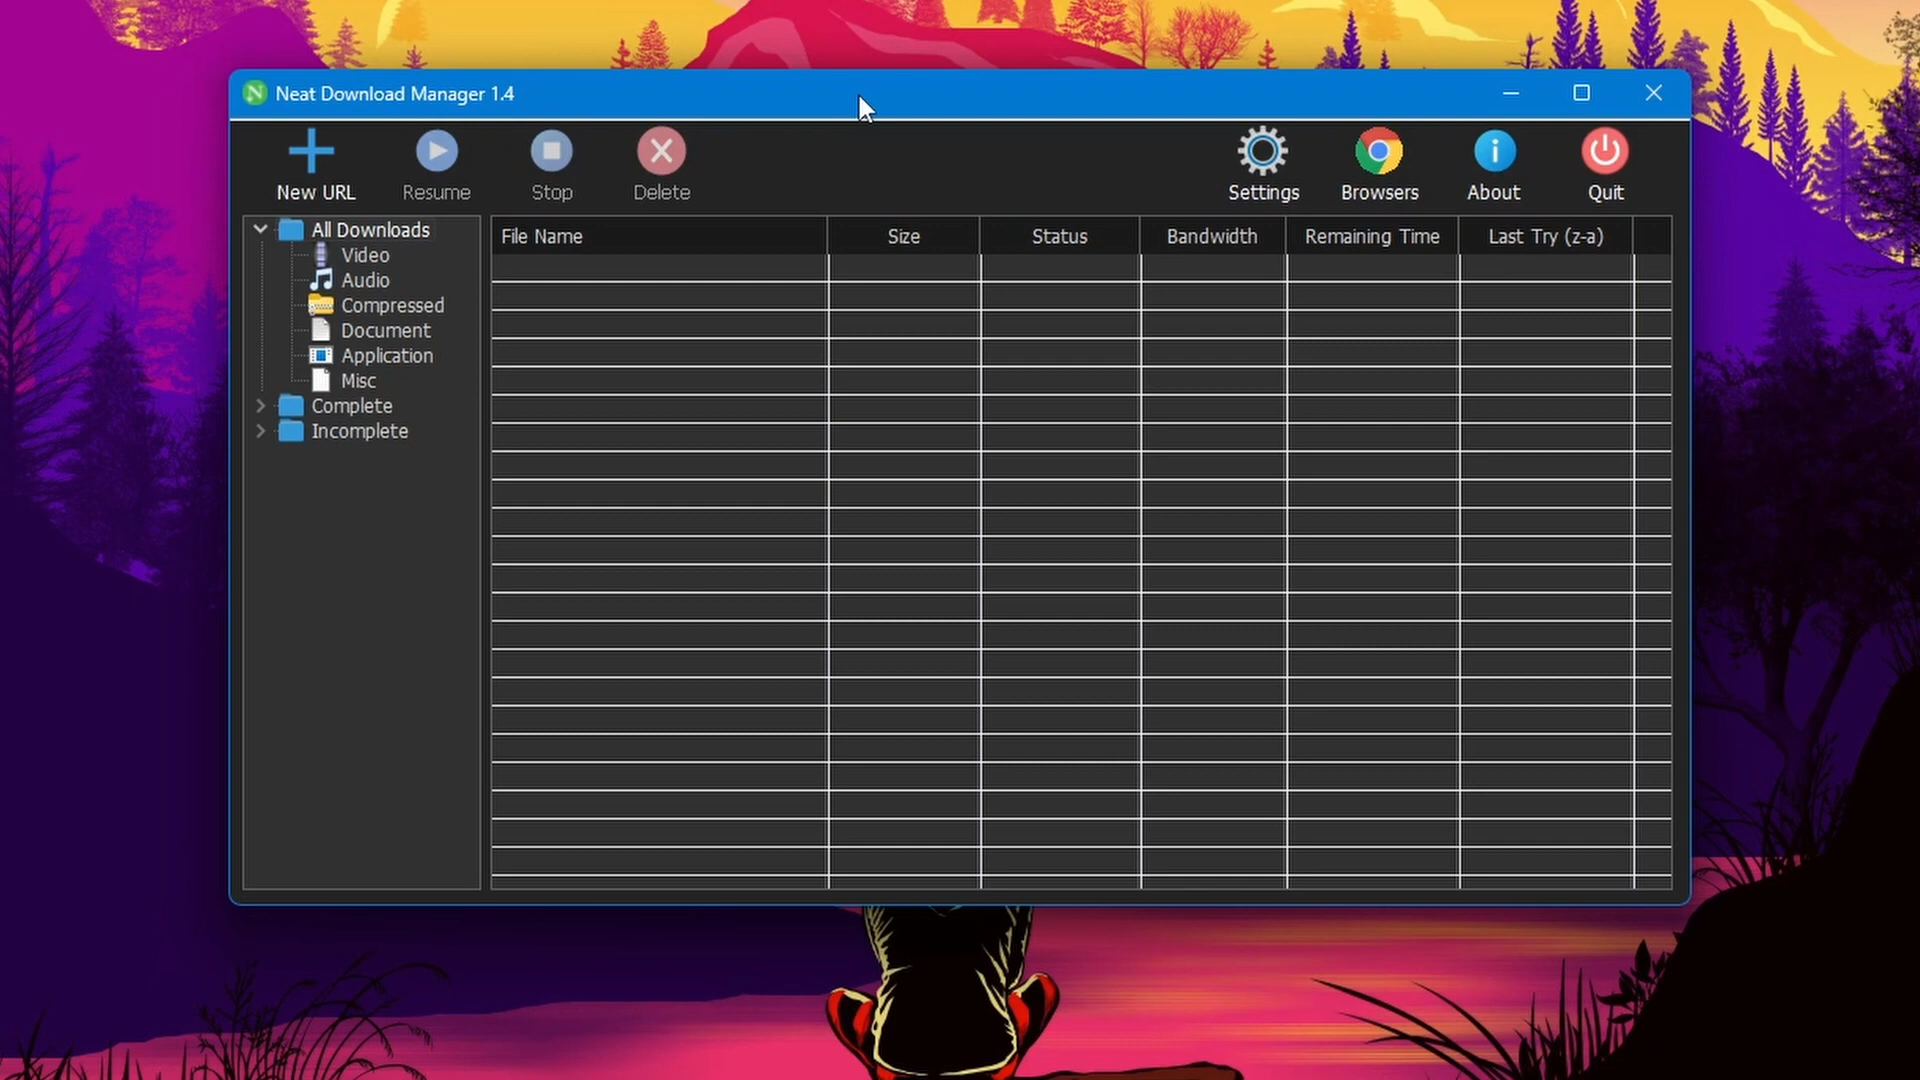 Neat Download Manager 1.4
New URL Resume Stop Delete Settings Browsers About Quit
All Downloads
Video
Audio
Compressed
Document
Application
Misc
Complete
Incomplete
File Name Size Status Bandwidth Remaining Time Last Try (z-a)